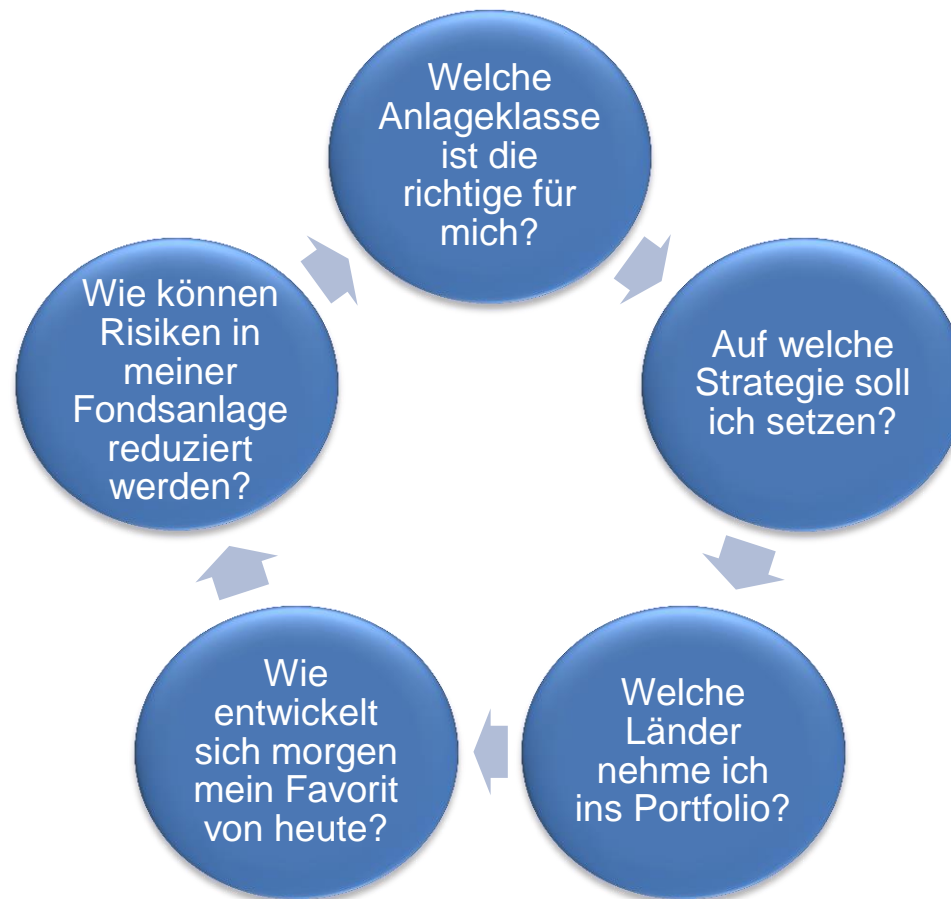 Welche
Anlageklasse
ist die
richtige für
mich?
Auf welche
Strategie soll
ich setzen?
Welche
Länder
nehme ich
ins Portfolio?
Wie
entwickelt
sich morgen
mein Favorit
von heute?
Wie können
Risiken in
meiner
Fondsanlage
reduziert
werden?